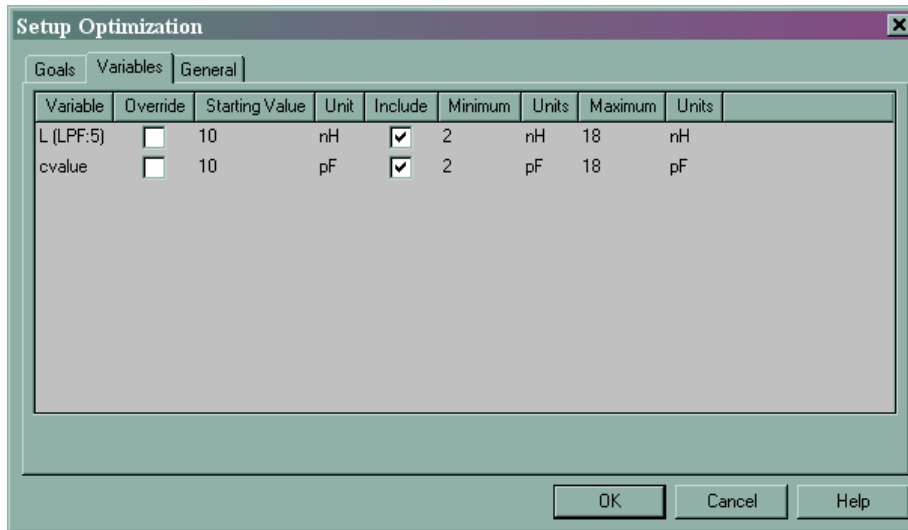 Setup Optimization
Goals Variables General
Variable Override Starting Value Unit Include Minimum Units Maximum Units
L (LPF:5) 10 nH 2 nH 18 nH
cvalue 10 pF 2 pF 18 pF
OK Cancel Help